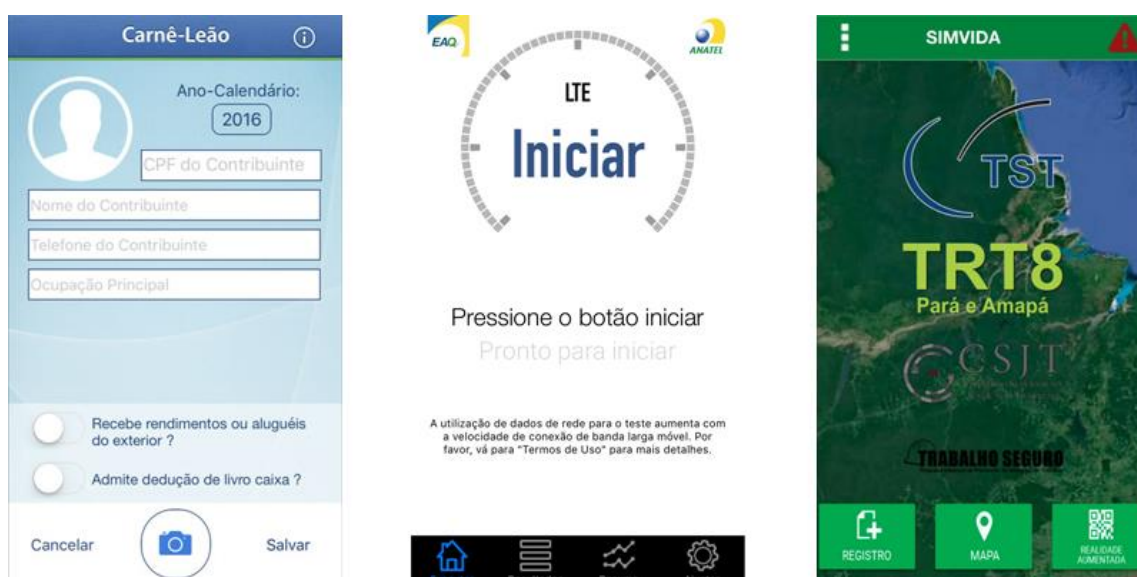 Carnê-Leão
Ano-Calendário:
2016
CPF do Contribuinte
Nome do Contribuinte
Telefone do Contribuinte
Ocupação Principal
Recebe rendimentos ou aluguéis
do exterior ?
Admite dedução de livro caixa ?
Cancelar
Salvar
EAQ
ANATEL
LTE
Iniciar
Pressione o botão iniciar
Pronto para iniciar
A utilização de dados de rede para o teste aumenta com
a velocidade de conexão de banda larga móvel. Por
favor, vá para "Termos de Uso" para mais detalhes.
SIMVIDA
TST
TRT8
Pará e Amapá
CSJT
TRABALHO SEGURO
REGISTRO
MAPA
REALIDADE
AUMENTADA